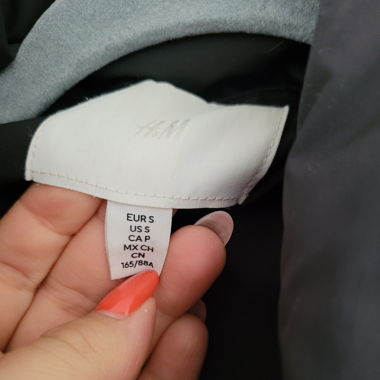 H&M
EUR S
US S
CA P
MX CH
CN
165/88A